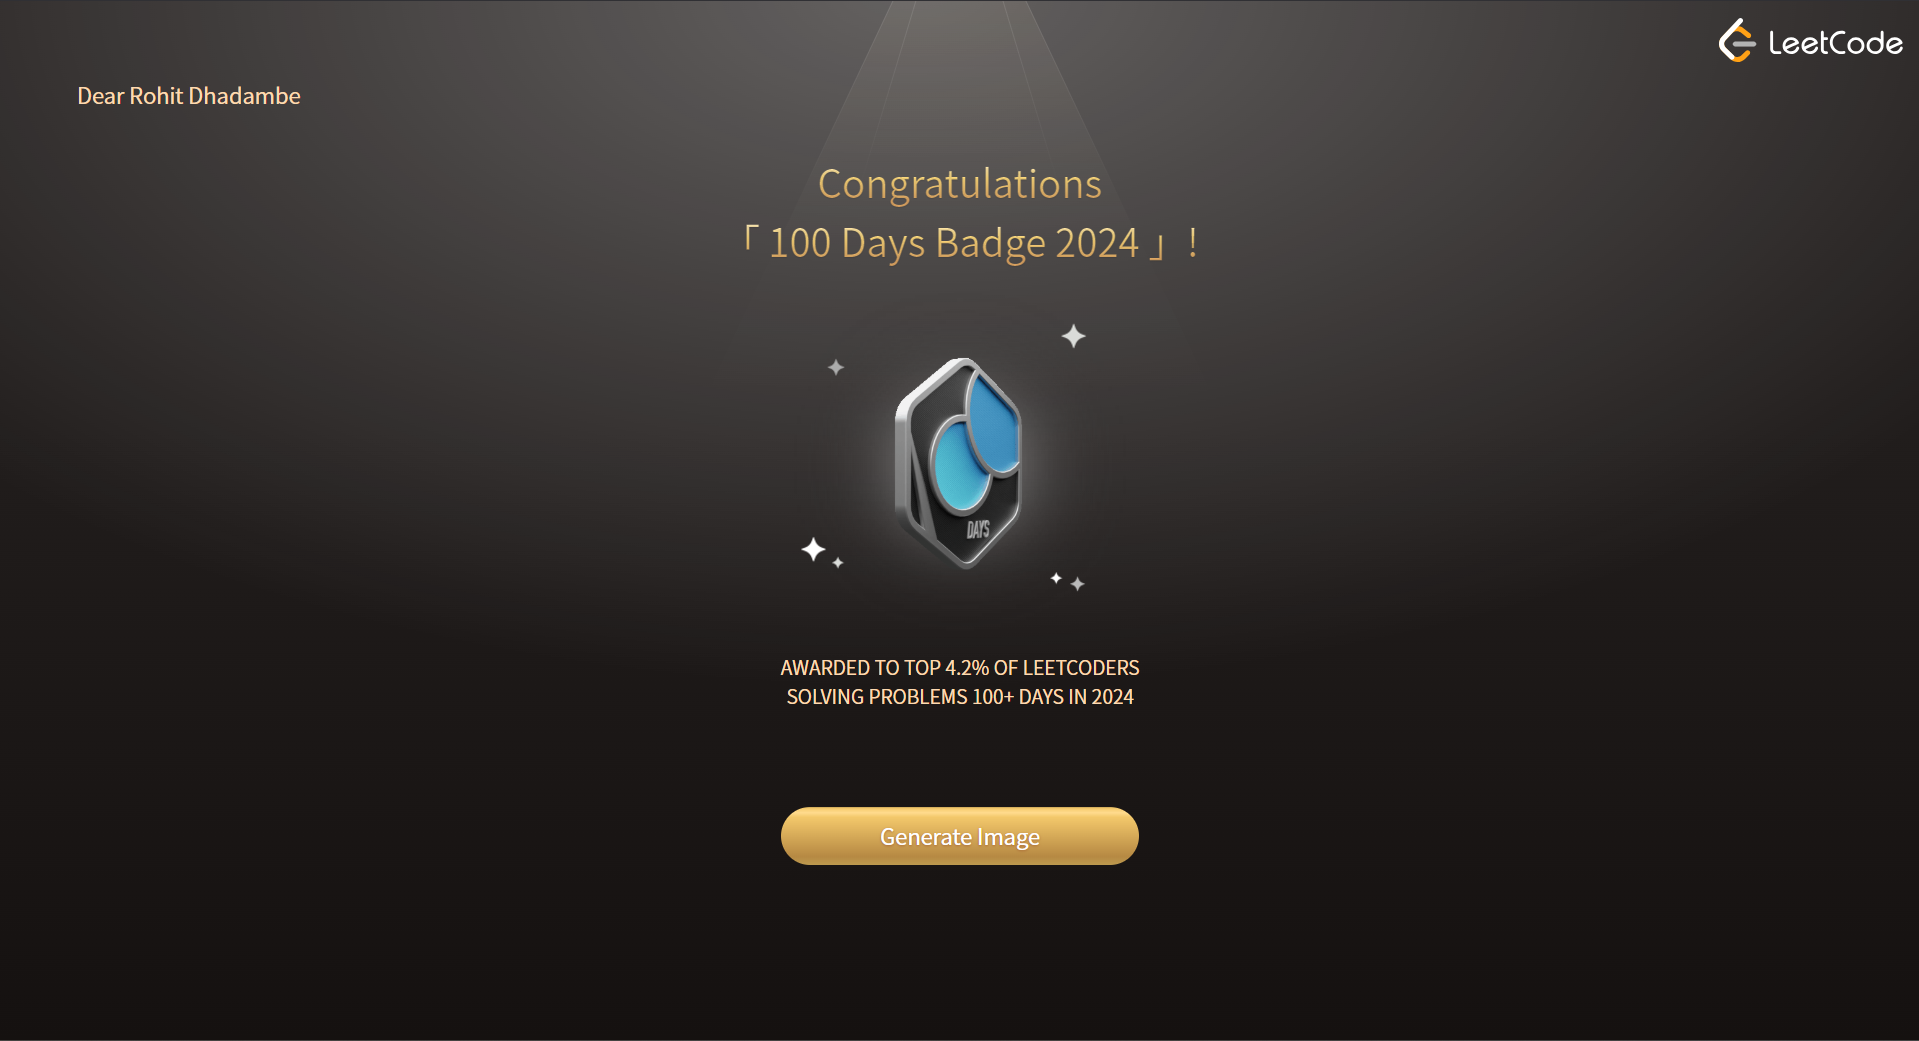 LeetCode
Dear Rohit Dhadambe
Congratulations
「 100 Days Badge 2024 」!
DAYS
AWARDED TO TOP 4.2% OF LEETCODERS
SOLVING PROBLEMS 100+ DAYS IN 2024
Generate Image